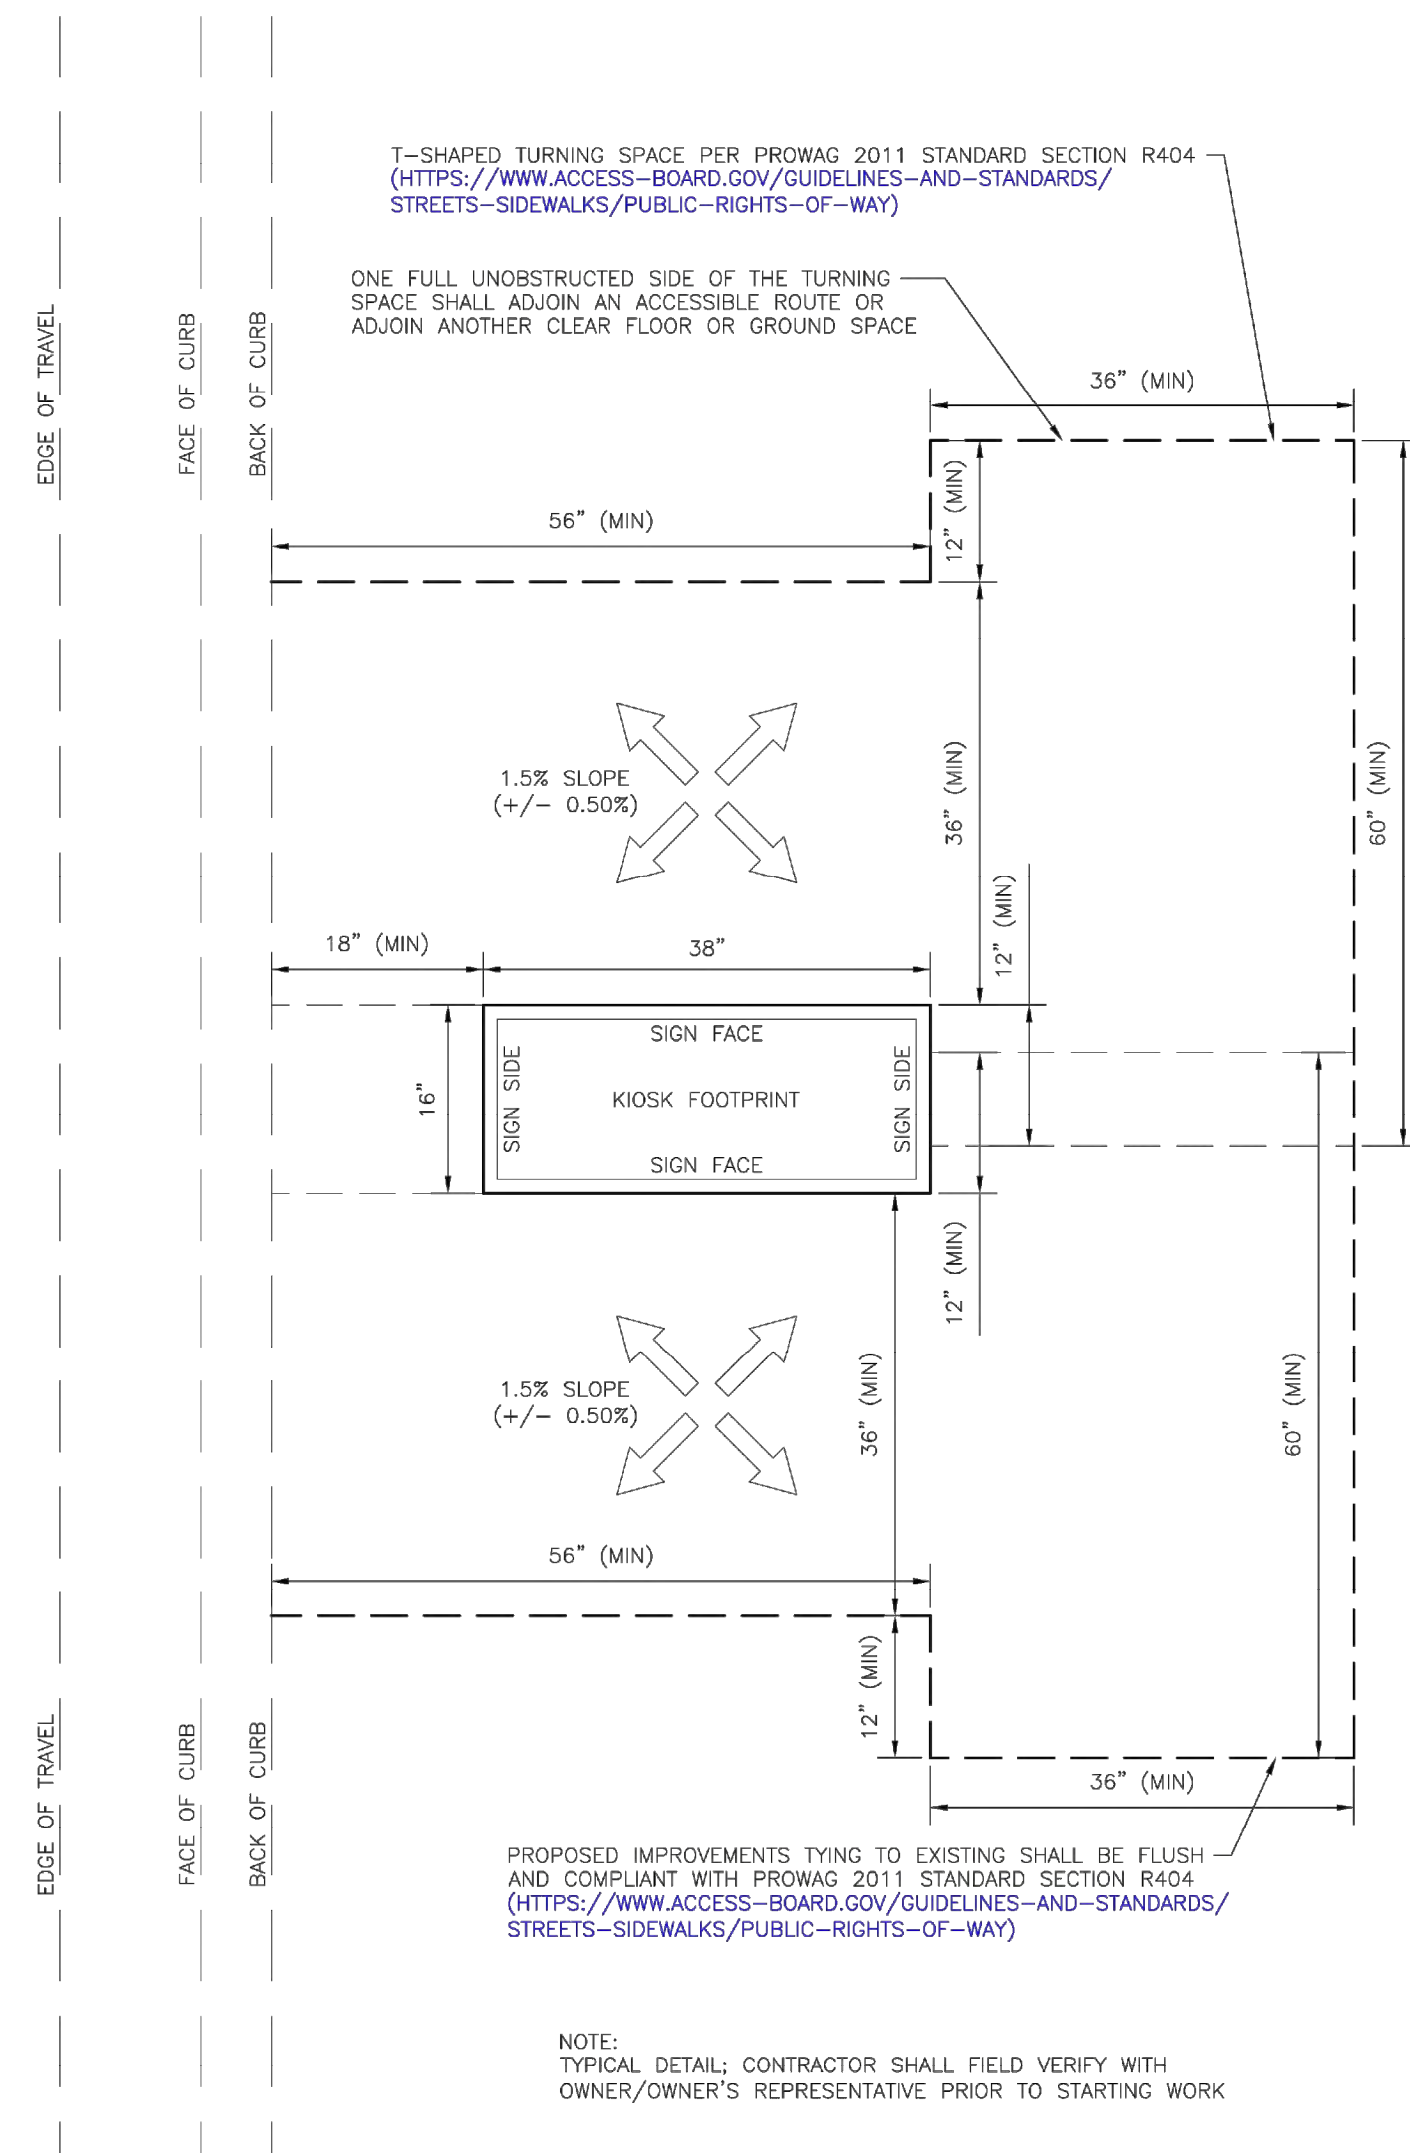 T-SHAPED TURNING SPACE PER PROWAG 2011 STANDARD SECTION R404
(HTTPS://WWW.ACCESS-BOARD.GOV/GUIDELINES-AND-STANDARDS/
STREETS-SIDEWALKS/PUBLIC-RIGHTS-OF-WAY)
ONE FULL UNOBSTRUCTED SIDE OF THE TURNING
SPACE SHALL ADJOIN AN ACCESSIBLE ROUTE OR
ADJOIN ANOTHER CLEAR FLOOR OR GROUND SPACE
EDGE OF TRAVEL
FACE OF CURB
BACK OF CURB
36" (MIN)
12" (MIN)
56" (MIN)
1.5% SLOPE
(+/- 0.50%)
36" (MIN)
60" (MIN)
12" (MIN)
18" (MIN)
38"
16"
SIGN FACE
SIGN SIDE
KIOSK FOOTPRINT
SIGN SIDE
SIGN FACE
12" (MIN)
1.5% SLOPE
(+/- 0.50%)
36" (MIN)
60" (MIN)
56" (MIN)
12" (MIN)
EDGE OF TRAVEL
FACE OF CURB
BACK OF CURB
36" (MIN)
PROPOSED IMPROVEMENTS TYING TO EXISTING SHALL BE FLUSH
AND COMPLIANT WITH PROWAG 2011 STANDARD SECTION R404
(HTTPS://WWW.ACCESS-BOARD.GOV/GUIDELINES-AND-STANDARDS/
STREETS-SIDEWALKS/PUBLIC-RIGHTS-OF-WAY)
NOTE:
TYPICAL DETAIL; CONTRACTOR SHALL FIELD VERIFY WITH
OWNER/OWNER'S REPRESENTATIVE PRIOR TO STARTING WORK